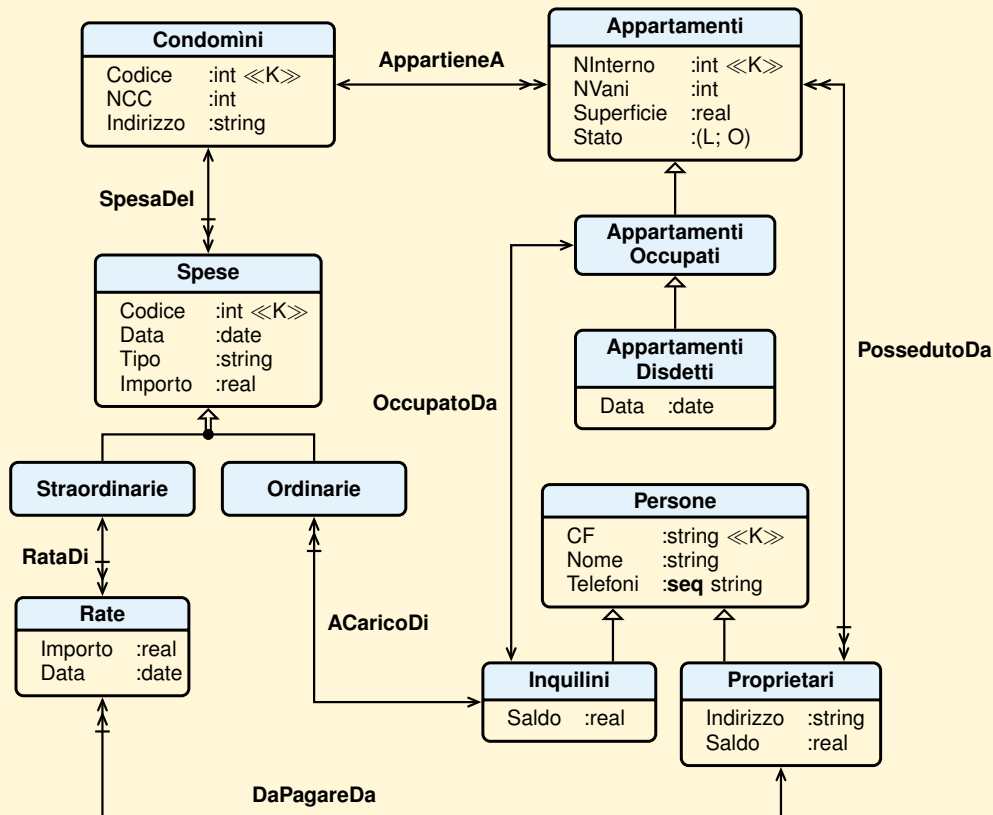 Condomìni
Codice :int ≪K≫
NCC :int
Indirizzo :string
AppartieneA
Appartamenti
NInterno :int ≪K≫
NVani :int
Superficie :real
Stato :(L; O)
SpesaDel
Appartamenti
Occupati
Spese
Codice :int ≪K≫
Data :date
Tipo :string
Importo :real
Appartamenti
Disdetti
Data :date
PossedutoDa
OccupatoDa
Straordinarie
Ordinarie
Persone
CF :string ≪K≫
Nome :string
Telefoni :seq string
RataDi
Rate
Importo :real
Data :date
ACaricoDi
Inquilini
Saldo :real
Proprietari
Indirizzo :string
Saldo :real
DaPagareDa